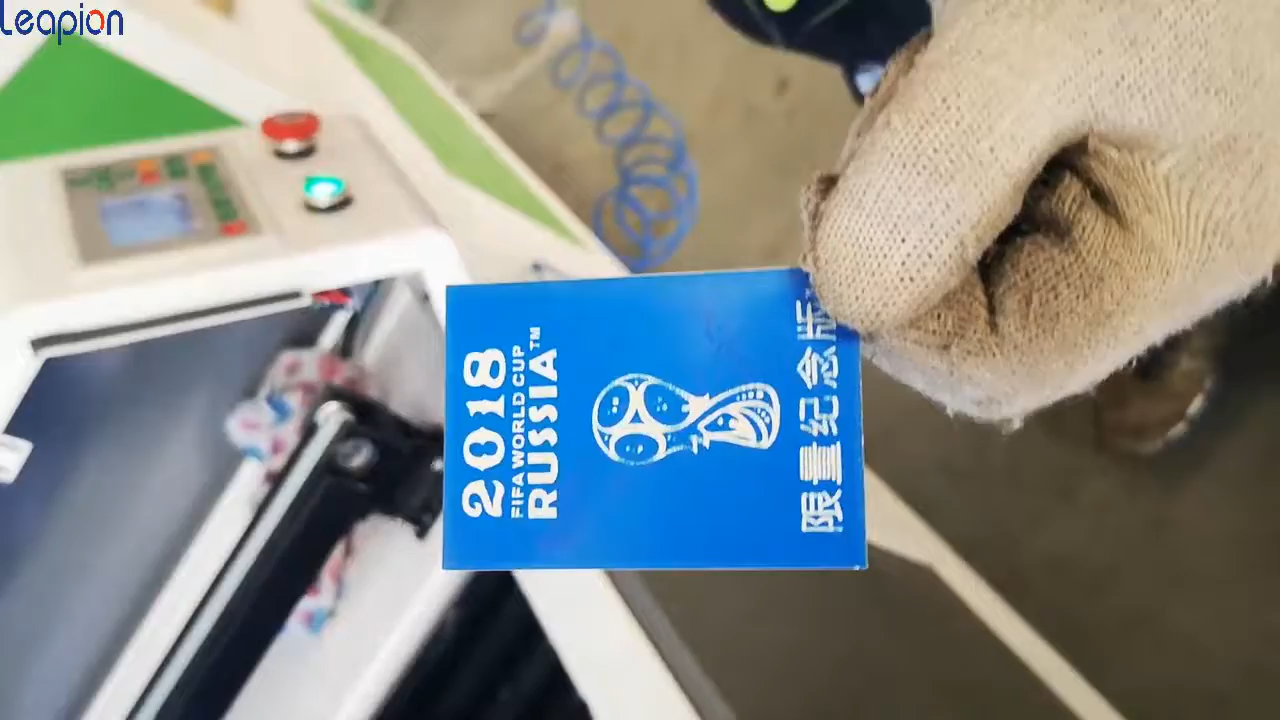 Leapion
2018
FIFA WORLD CUP
RUSSIA™
限量纪念版